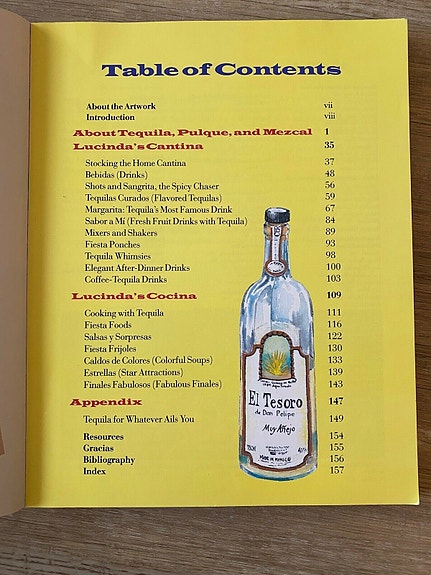 Table of Contents
About the Artwork vii
Introduction viii
About Tequila, Pulque, and Mezcal 1
Lucinda's Cantina 35
Stocking the Home Cantina 37
Bebidas (Drinks) 48
Shots and Sangrita, the Spicy Chaser 56
Tequilas Curados (Flavored Tequilas) 59
Margarita: Tequila's Most Famous Drink 67
Sabor a Mí (Fresh Fruit Drinks with Tequila) 84
Mixers and Shakers 89
Fiesta Ponches 93
Tequila Whimsies 98
Elegant After-Dinner Drinks 100
Coffee-Tequila Drinks 103
Lucinda's Cocina 109
Cooking with Tequila 111
Fiesta Foods 116
Salsas y Sorpresas 122
Fiesta Frijoles 130
Caldos de Colores (Colorful Soups) 133
Estrellas (Star Attractions) 139
Finales Fabulosos (Fabulous Finales) 143
Appendix 147
Tequila for Whatever Ails You 149
Resources 154
Gracias 155
Bibliography 156
Index 157
El Tesoro
de Don Felipe
Muy Añejo